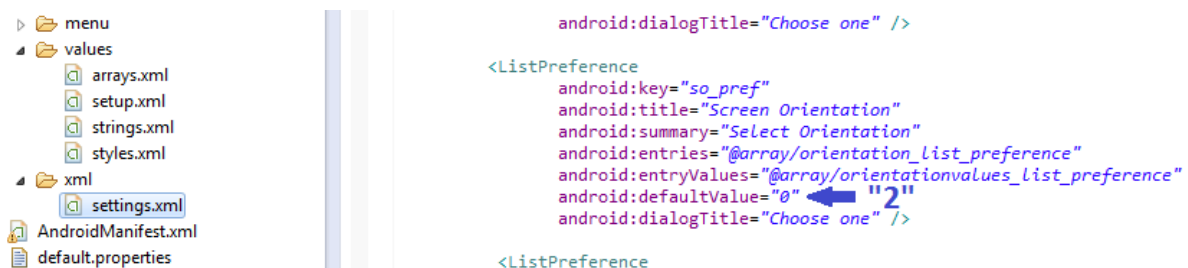 menu
values
arrays.xml
setup.xml
strings.xml
styles.xml
xml
settings.xml
AndroidManifest.xml
default.properties
android:dialogTitle="Choose one" />
<ListPreference
android:key="so_pref"
android:title="Screen Orientation"
android:summary="Select Orientation"
android:entries="@array/orientation_list_preference"
android:entryValues="@array/orientationvalues_list_preference"
android:defaultValue="0" "2"
android:dialogTitle="Choose one" />
<ListPreference